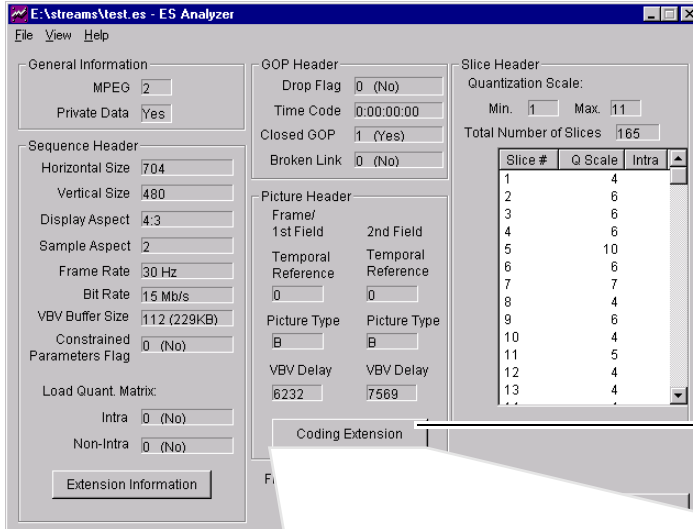 E:\streams\test.es - ES Analyzer
File View Help
General Information
MPEG 2
Private Data Yes
Sequence Header
Horizontal Size 704
Vertical Size 480
Display Aspect 4:3
Sample Aspect 2
Frame Rate 30 Hz
Bit Rate 15 Mb/s
VBV Buffer Size 112 (229KB)
Constrained
Parameters Flag 0 (No)
Load Quant. Matrix:
Intra 0 (No)
Non-Intra 0 (No)
Extension Information
GOP Header
Drop Flag 0 (No)
Time Code 0:00:00:00
Closed GOP 1 (Yes)
Broken Link 0 (No)
Picture Header
Frame/
1st Field 2nd Field
Temporal Temporal
Reference Reference
0 0
Picture Type Picture Type
B B
VBV Delay VBV Delay
6232 7569
Coding Extension
Slice Header
Quantization Scale:
Min. 1 Max. 11
Total Number of Slices 165
Slice # Q Scale Intra
1 4
2 6
3 6
4 6
5 10
6 6
7 7
8 4
9 6
10 4
11 5
12 4
13 4